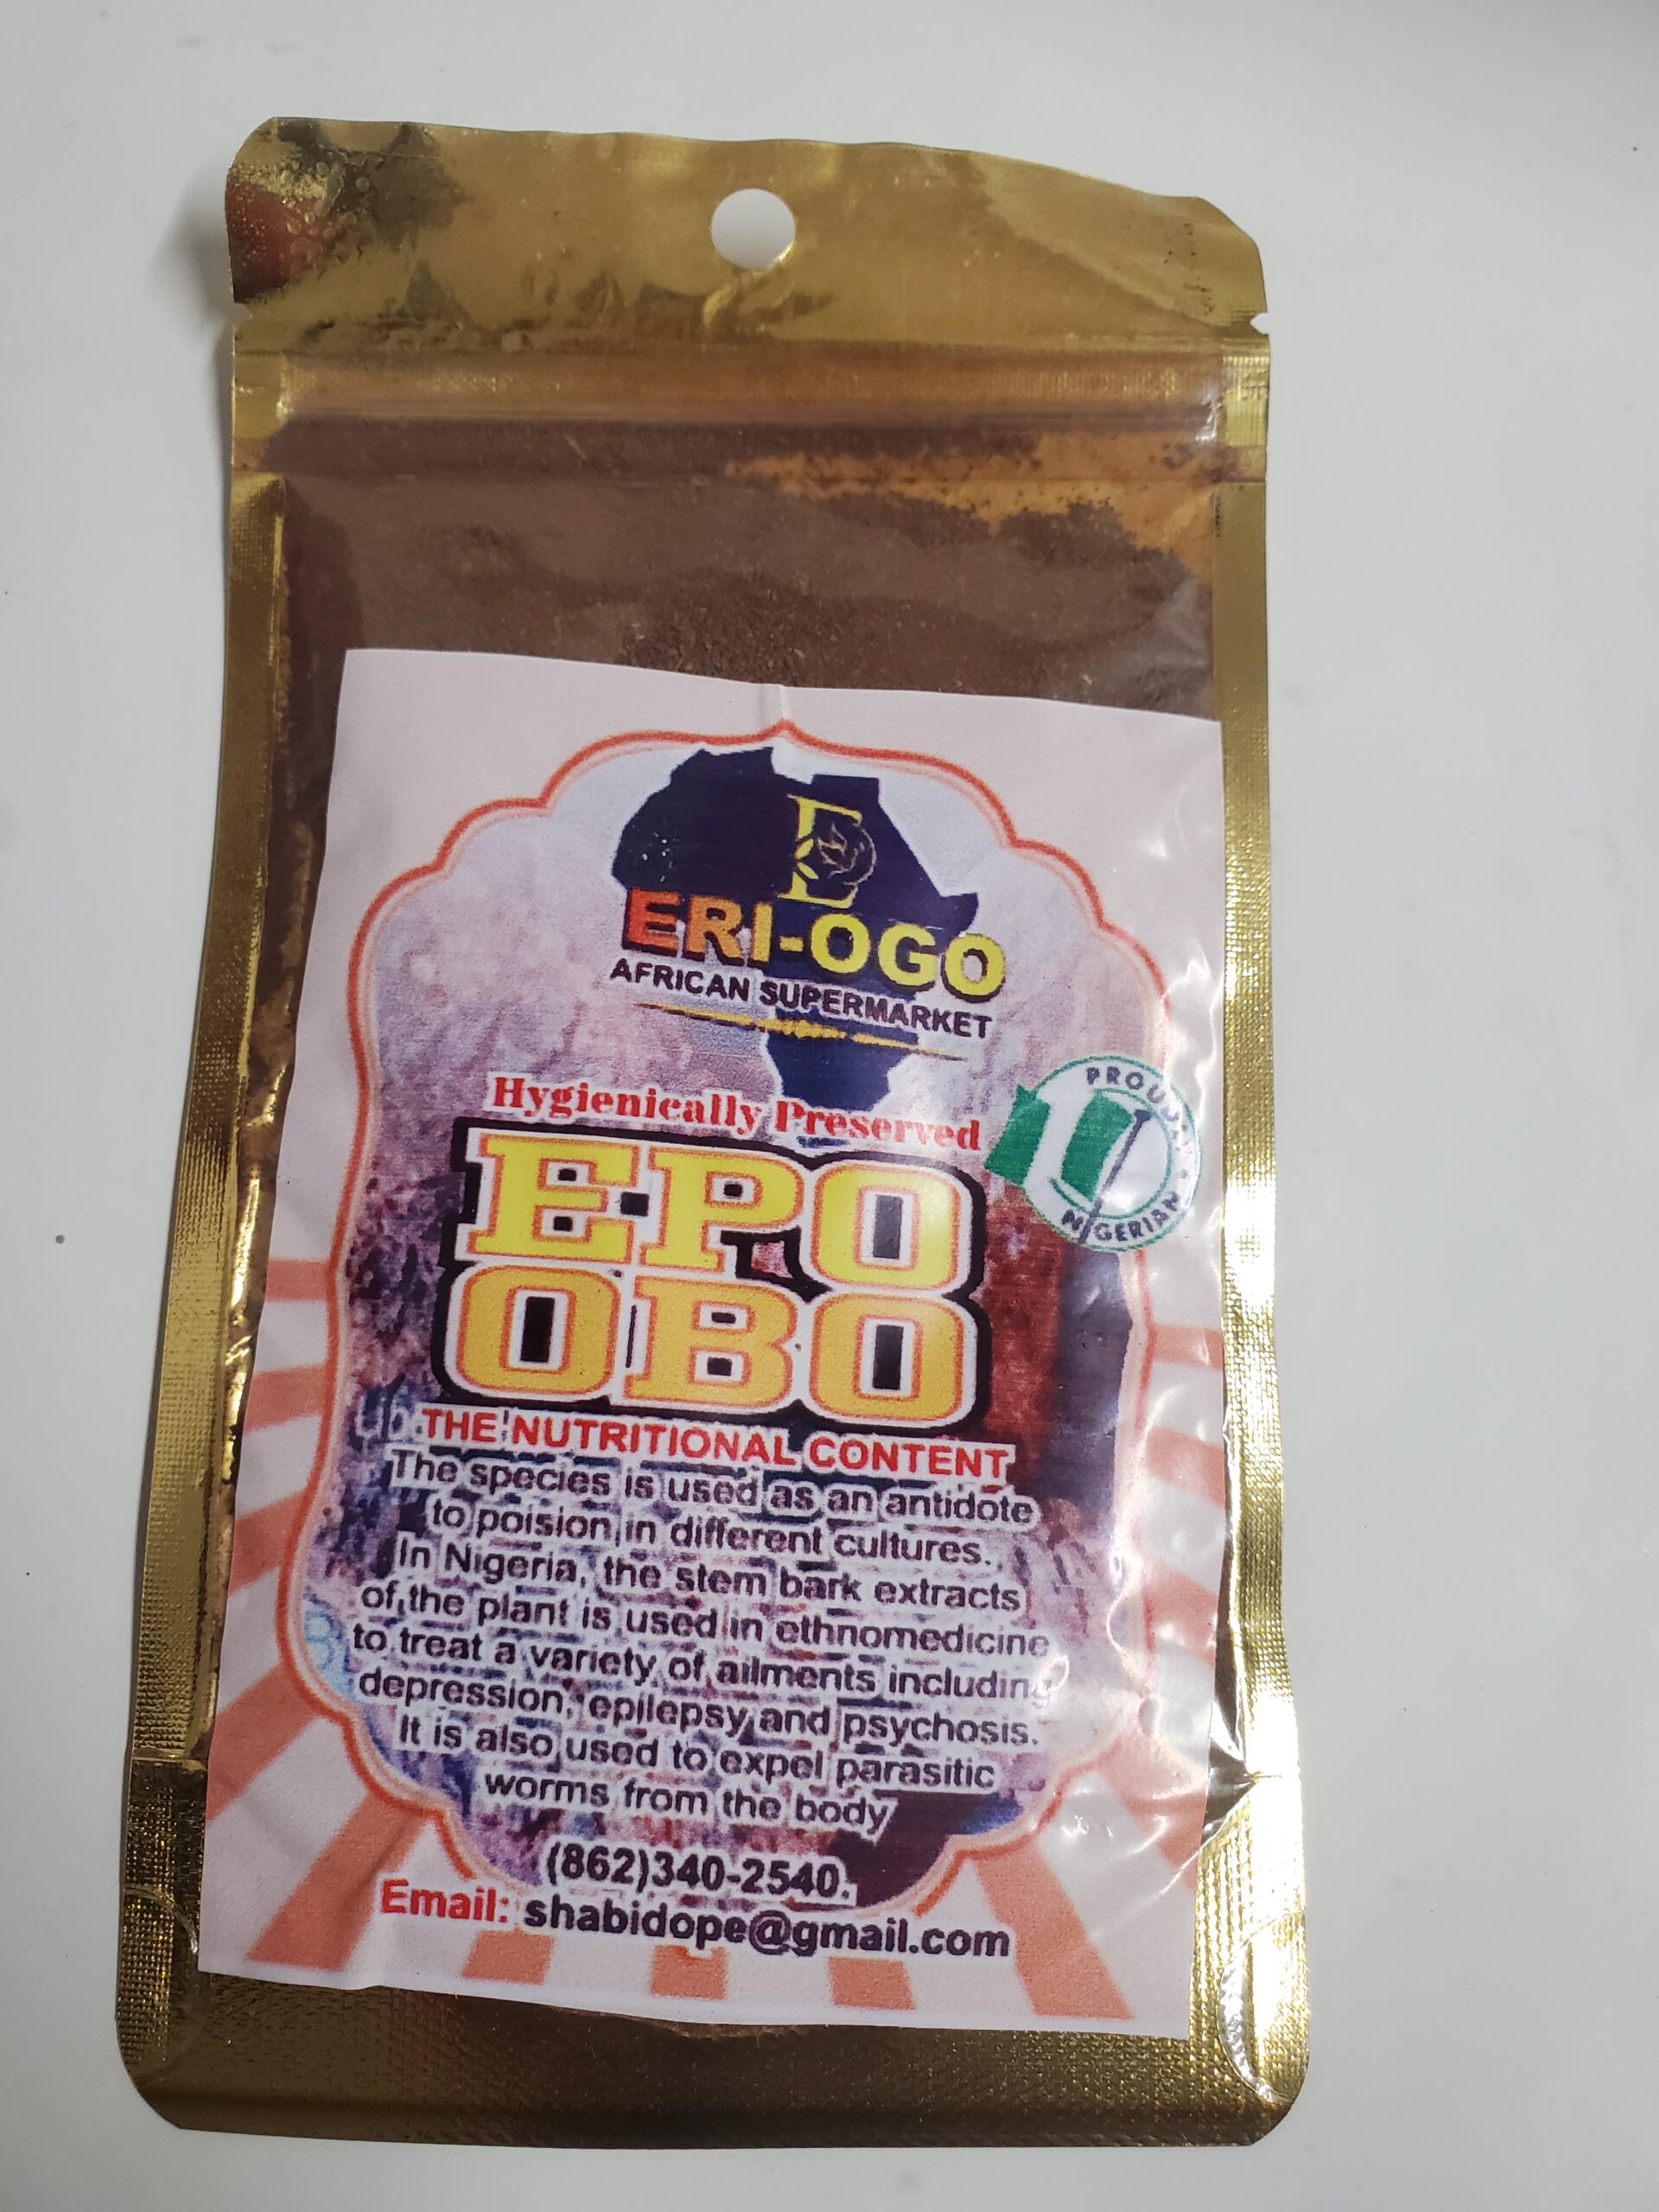 E
ERI-OGO
AFRICAN SUPERMARKET
Hygienically Preserved
PROUDLY
NIGERIAN
EPO
OBO
THE NUTRITIONAL CONTENT
The species is used as an antidote
to poision in different cultures.
In Nigeria, the stem bark extracts
of the plant is used in ethnomedicine
to treat a variety of ailments including
depression, epilepsy and psychosis.
It is also used to expel parasitic
worms from the body
(862)340-2540.
Email: shabidope@gmail.com